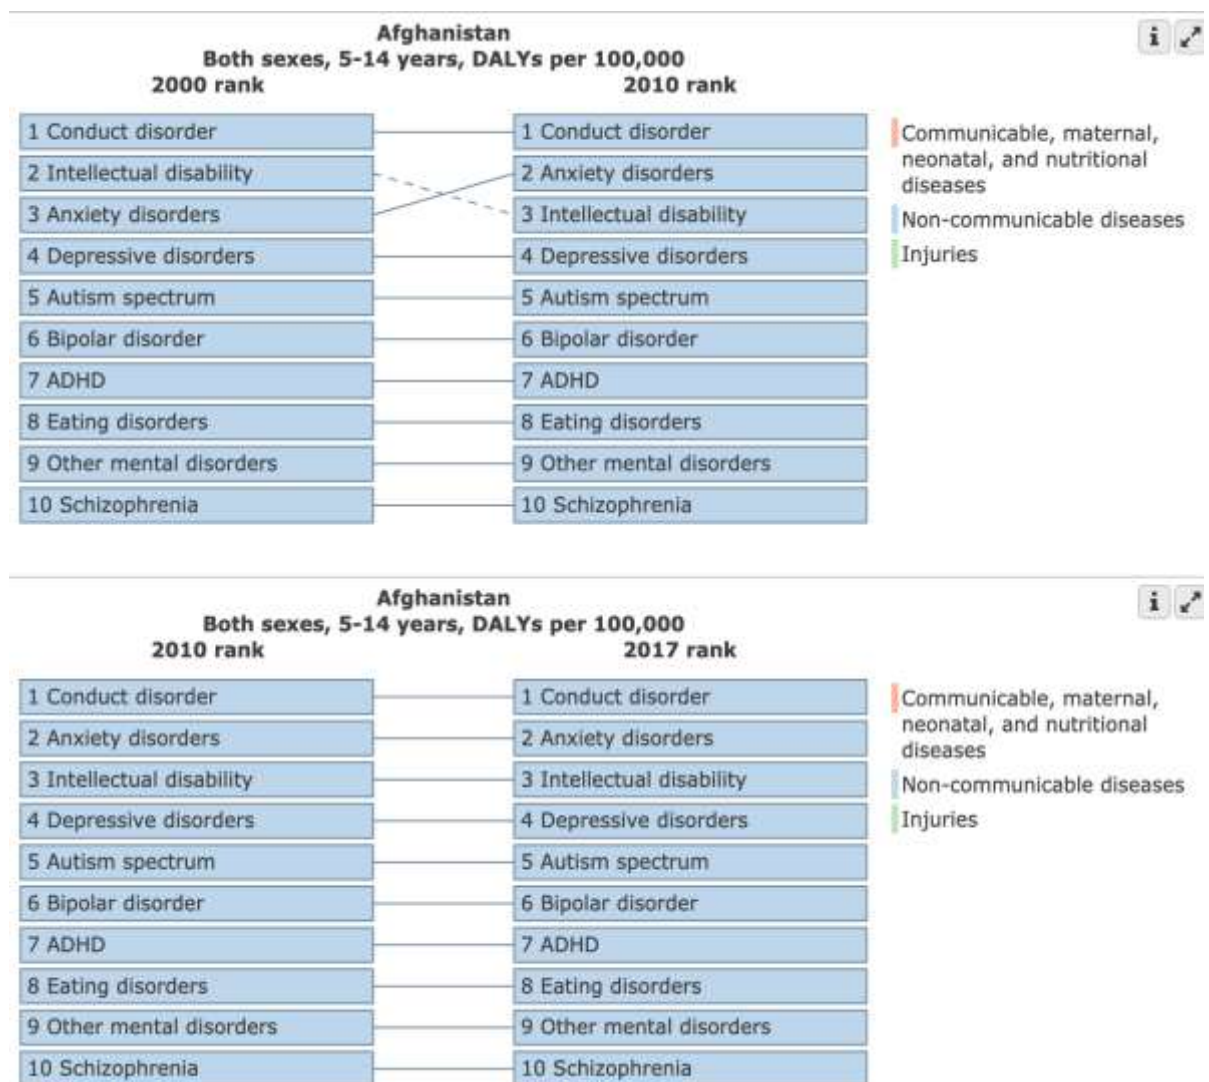 Afghanistan
Both sexes, 5-14 years, DALYs per 100,000
2000 rank 2010 rank
1 Conduct disorder 1 Conduct disorder
2 Intellectual disability 2 Anxiety disorders
3 Anxiety disorders 3 Intellectual disability
4 Depressive disorders 4 Depressive disorders
5 Autism spectrum 5 Autism spectrum
6 Bipolar disorder 6 Bipolar disorder
7 ADHD 7 ADHD
8 Eating disorders 8 Eating disorders
9 Other mental disorders 9 Other mental disorders
10 Schizophrenia 10 Schizophrenia
Communicable, maternal,
neonatal, and nutritional
diseases
Non-communicable diseases
Injuries
i
Afghanistan
Both sexes, 5-14 years, DALYs per 100,000
2010 rank 2017 rank
1 Conduct disorder 1 Conduct disorder
2 Anxiety disorders 2 Anxiety disorders
3 Intellectual disability 3 Intellectual disability
4 Depressive disorders 4 Depressive disorders
5 Autism spectrum 5 Autism spectrum
6 Bipolar disorder 6 Bipolar disorder
7 ADHD 7 ADHD
8 Eating disorders 8 Eating disorders
9 Other mental disorders 9 Other mental disorders
10 Schizophrenia 10 Schizophrenia
Communicable, maternal,
neonatal, and nutritional
diseases
Non-communicable diseases
Injuries
i